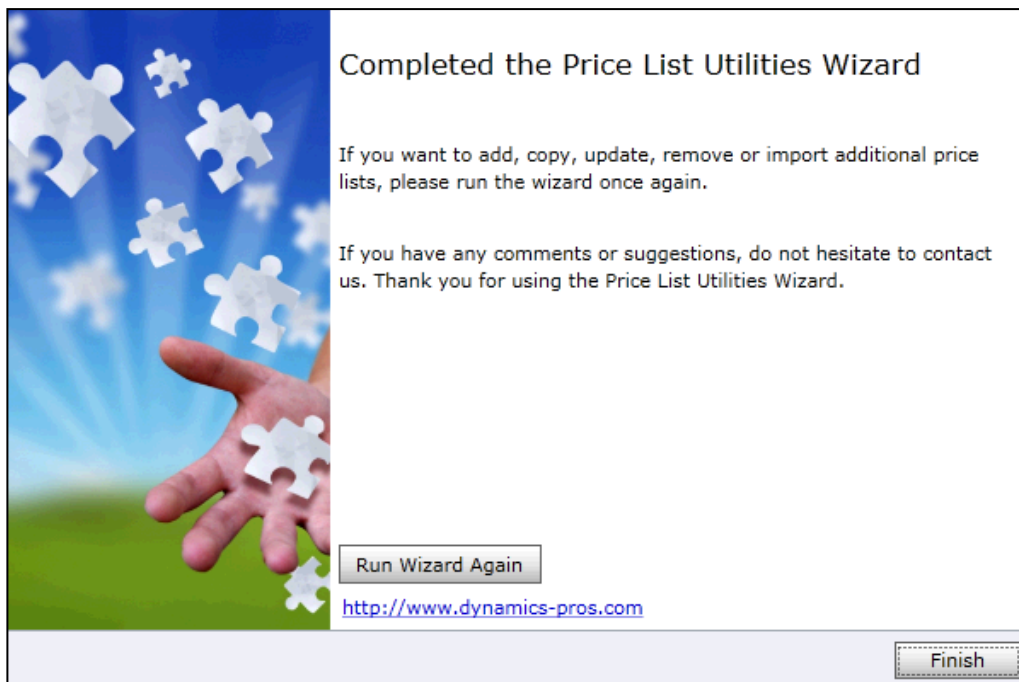 Completed the Price List Utilities Wizard
If you want to add, copy, update, remove or import additional price
lists, please run the wizard once again.
If you have any comments or suggestions, do not hesitate to contact
us. Thank you for using the Price List Utilities Wizard.
Run Wizard Again
http://www.dynamics-pros.com
Finish